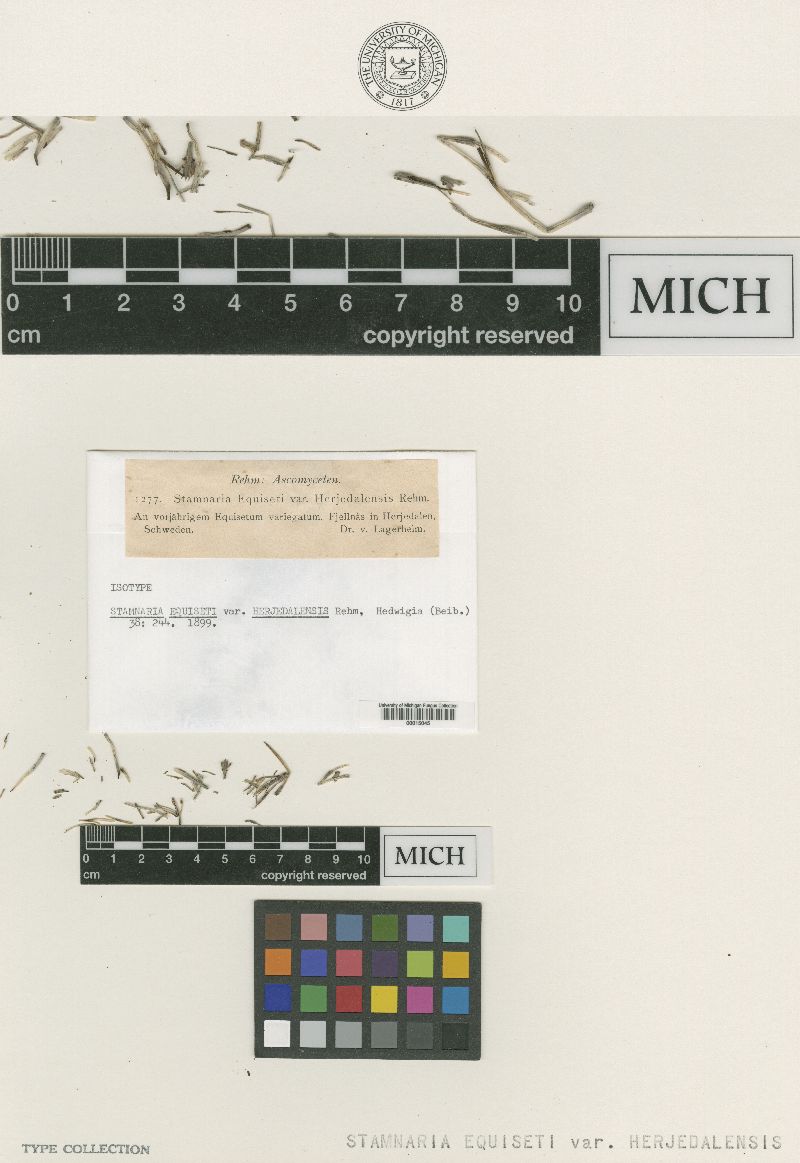 THE UNIVERSITY OF MICHIGAN
1817
0 1 2 3 4 5 6 7 8 9 10
cm
copyright reserved
MICH
Rehm: Ascomyceten.
1277. Stamnaria Equiseti var. Herjedalensis Rehm.
An vorjährigem Equisetum variegatum. Fjellnäs in Herjedalen,
Schweden. Dr. v. Lagerheim.
ISOTYPE
STAMNARIA EQUISETI var. HERJEDALENSIS Rehm, Hedwigia (Beib.)
38: 244. 1899.
University of Michigan Fungus Collection
00015045
0 1 2 3 4 5 6 7 8 9 10
cm
copyright reserved
MICH
TYPE COLLECTION
STAMNARIA EQUISETI var. HERJEDALENSIS